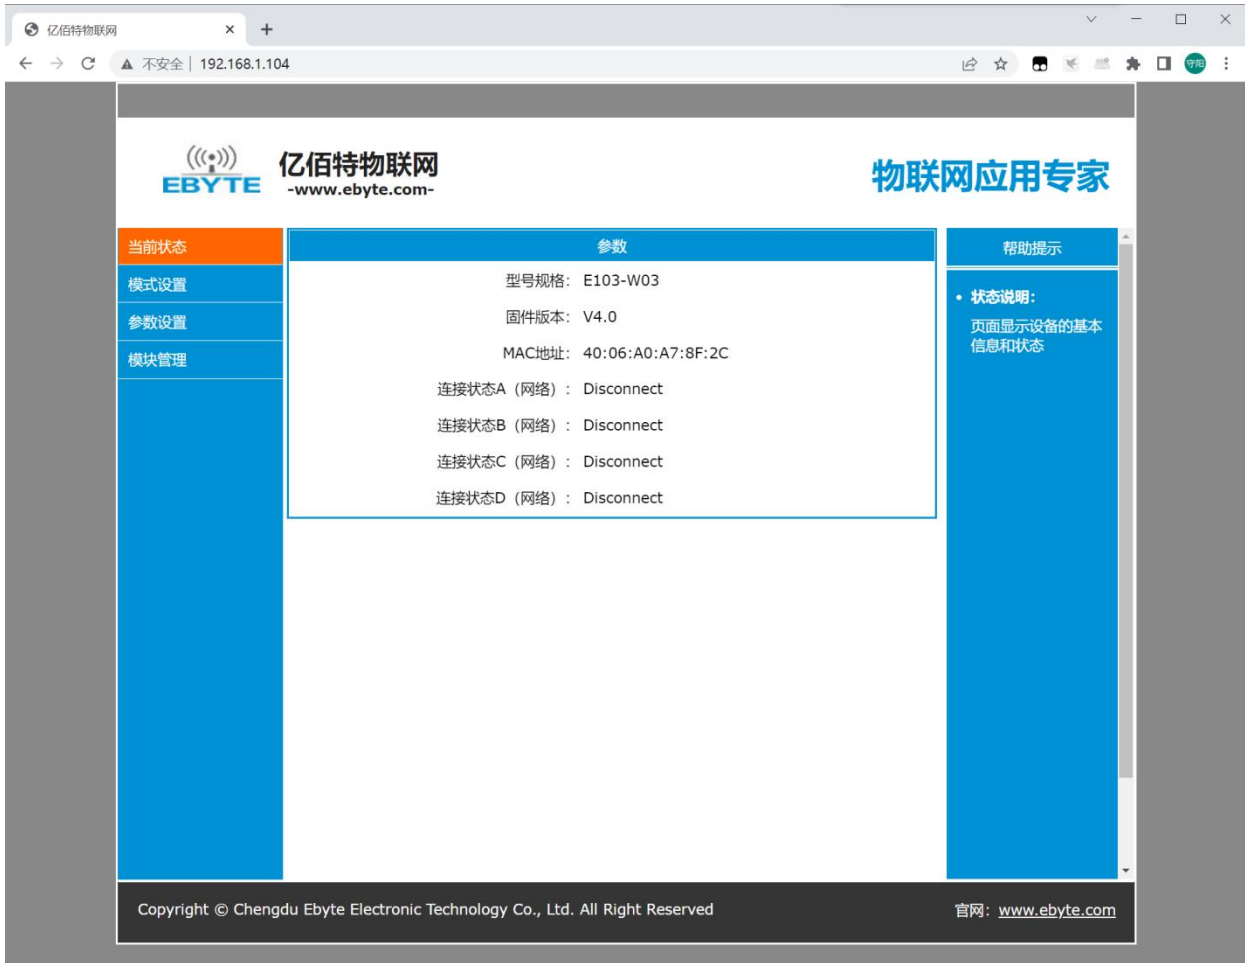 亿佰特物联网
不安全 | 192.168.1.104
守阳
EBYTE
亿佰特物联网
-www.ebyte.com-
物联网应用专家
当前状态
模式设置
参数设置
模块管理
参数
型号规格: E103-W03
固件版本: V4.0
MAC地址: 40:06:A0:A7:8F:2C
连接状态A（网络）: Disconnect
连接状态B（网络）: Disconnect
连接状态C（网络）: Disconnect
连接状态D（网络）: Disconnect
帮助提示
• 状态说明:
页面显示设备的基本
信息和状态
Copyright © Chengdu Ebyte Electronic Technology Co., Ltd. All Right Reserved
官网: www.ebyte.com